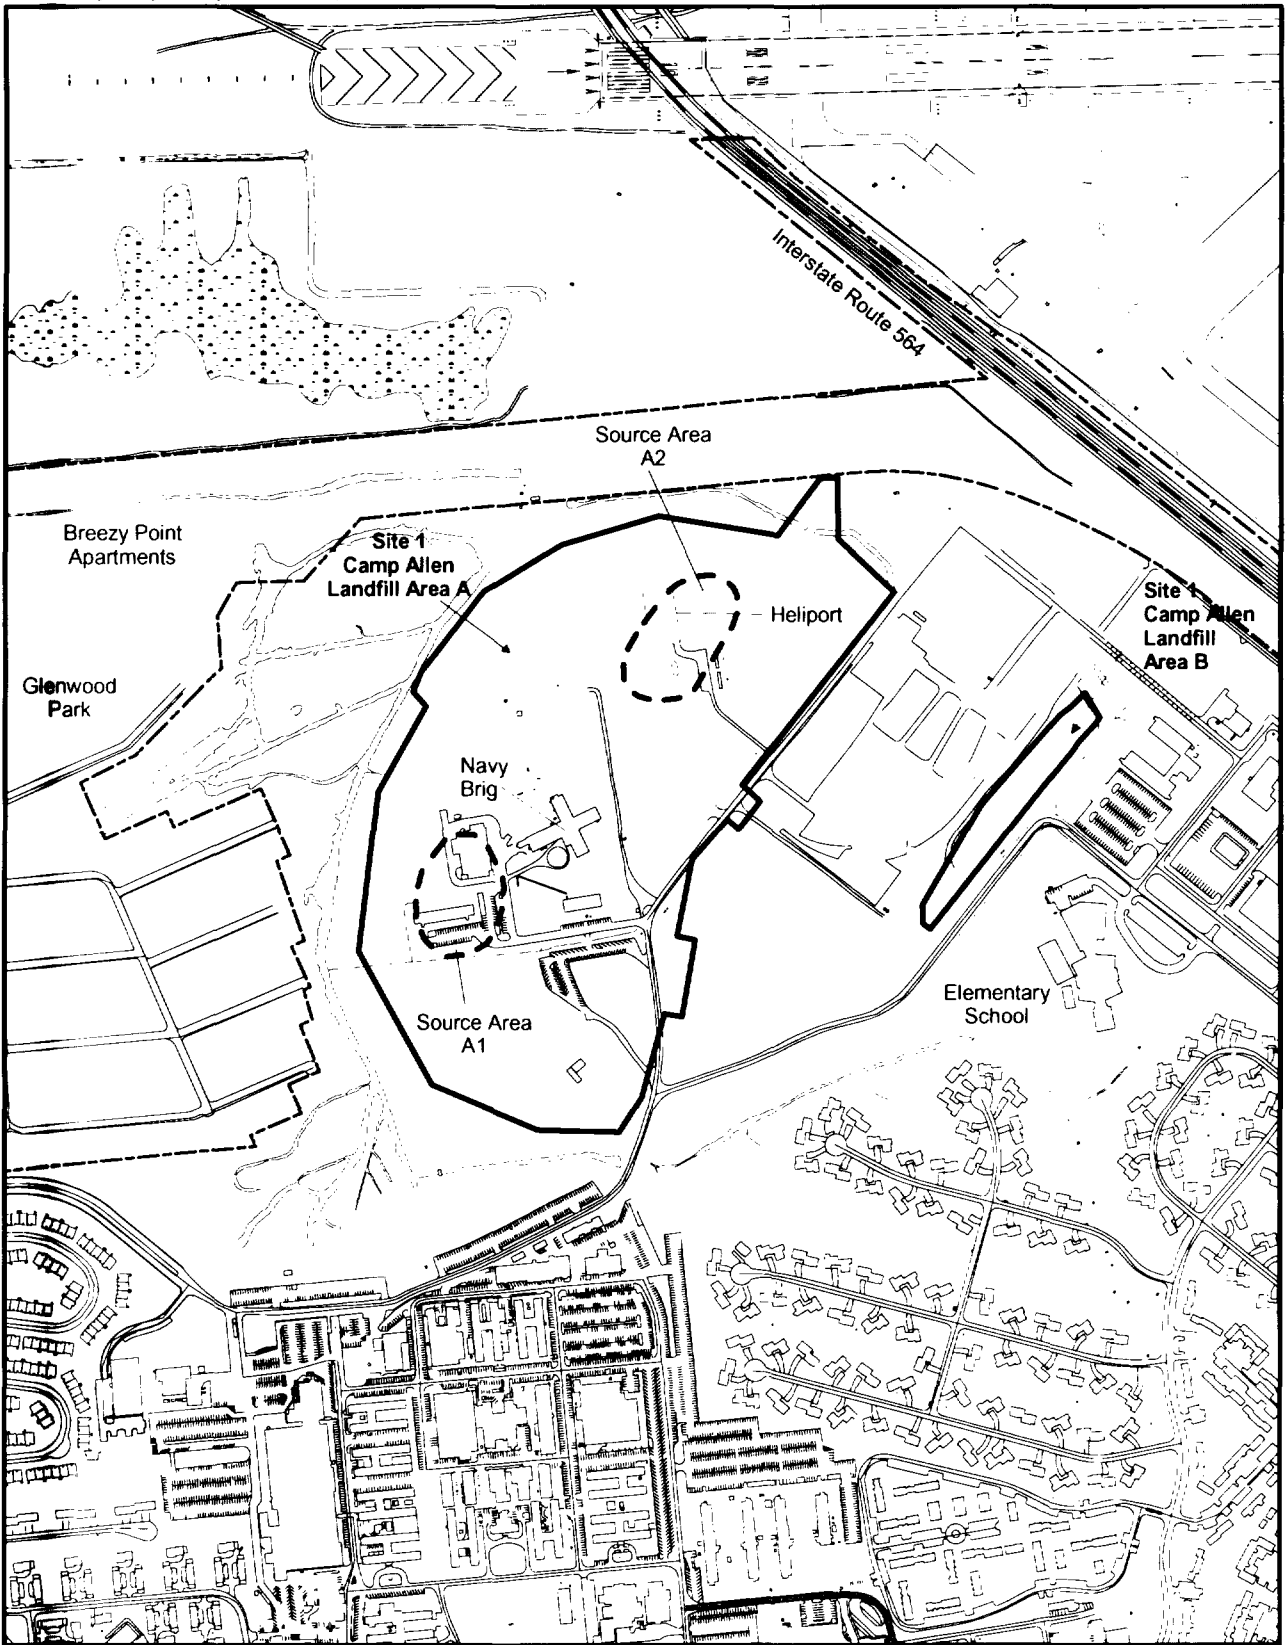 Interstate Route 564
Source Area
A2
Breezy Point
Apartments
Site 1
Camp Allen
Landfill Area A
Heliport
Site 1
Camp Allen
Landfill
Area B
Glenwood
Park
Navy
Brig
Elementary
School
Source Area
A1